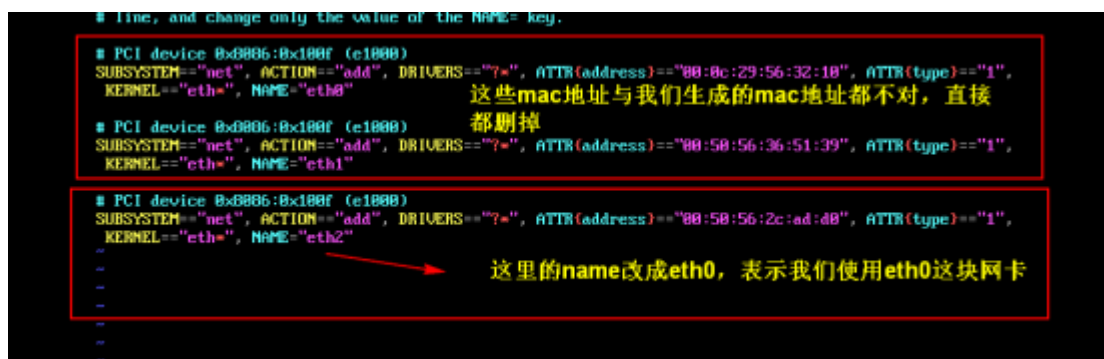 # line, and change only the value of the NAME= key.
# PCI device 0x8086:0x100f (e1000)
SUBSYSTEM=="net", ACTION=="add", DRIVERS=="?*", ATTR{address}=="00:0c:29:56:32:10", ATTR{type}=="1",
KERNEL=="eth*", NAME="eth0"
这些mac地址与我们生成的mac地址都不对，直接
都删掉
# PCI device 0x8086:0x100f (e1000)
SUBSYSTEM=="net", ACTION=="add", DRIVERS=="?*", ATTR{address}=="00:50:56:36:51:39", ATTR{type}=="1",
KERNEL=="eth*", NAME="eth1"
# PCI device 0x8086:0x100f (e1000)
SUBSYSTEM=="net", ACTION=="add", DRIVERS=="?*", ATTR{address}=="00:50:56:2c:ad:d0", ATTR{type}=="1",
KERNEL=="eth*", NAME="eth2"
~
~
这里的name改成eth0，表示我们使用eth0这块网卡
~
~
~
~